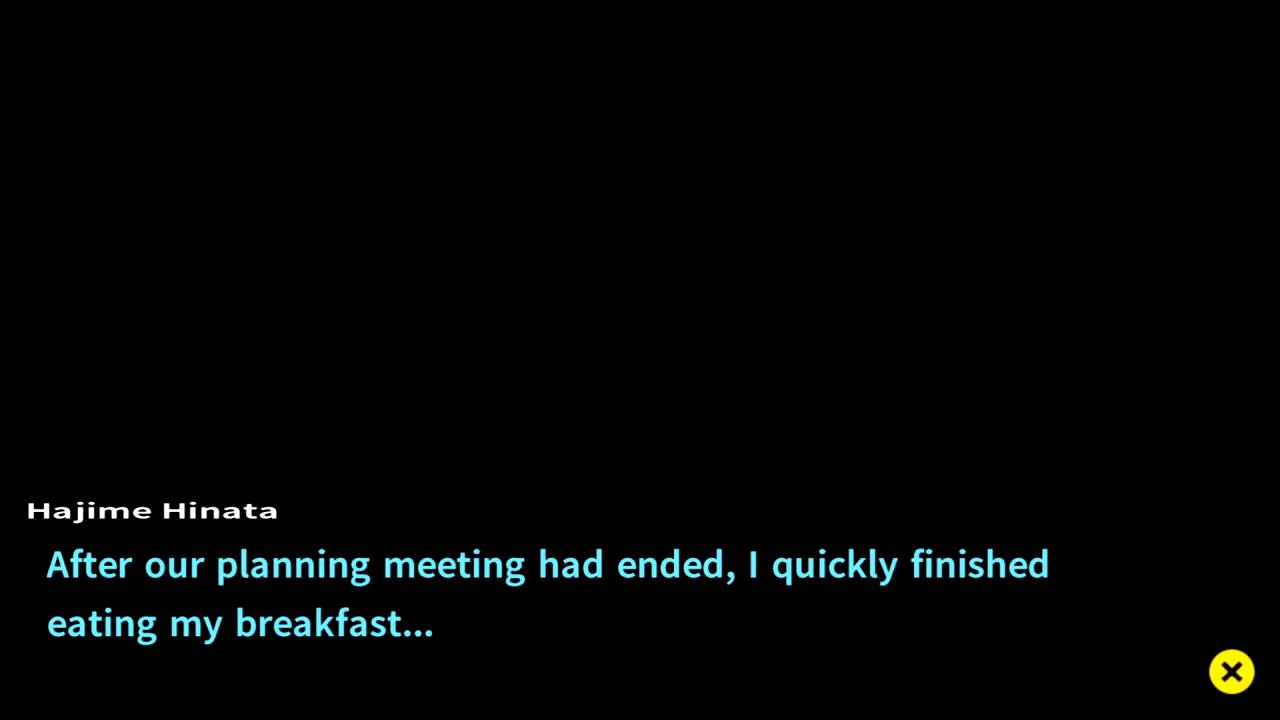 Hajime Hinata
After our planning meeting had ended, I quickly finished
eating my breakfast...